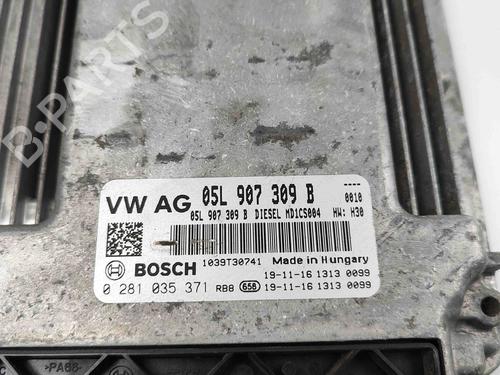 B-PARTS
VW AG 05L 907 309 B ----
05L 907 309 B DIESEL MD1CS004 0010
HW: H30
BOSCH 1039T30741 Made in Hungary
19-11-16 1313 0099
0 281 035 371 RB8 658 19-11-16 1313 0099
>PA66-